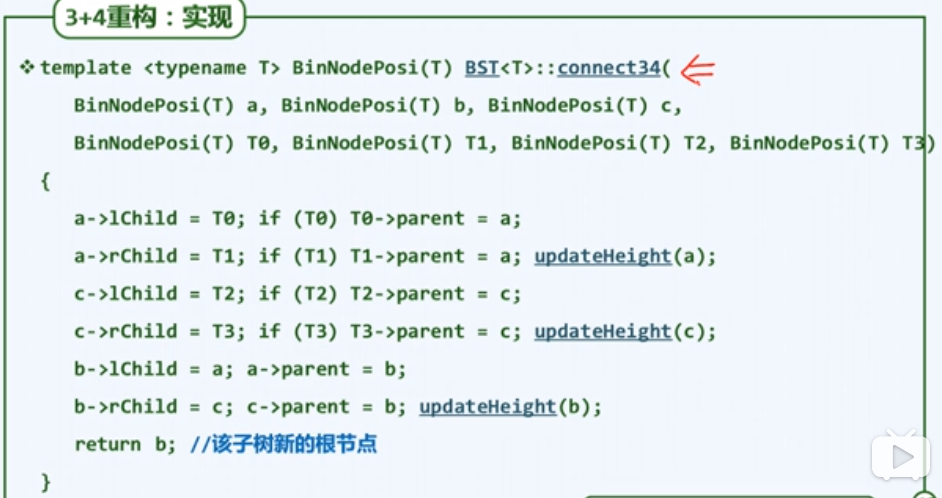 3+4重构：实现
❖template <typename T> BinNodePosi(T) BST<T>::connect34(
BinNodePosi(T) a, BinNodePosi(T) b, BinNodePosi(T) c,
BinNodePosi(T) T0, BinNodePosi(T) T1, BinNodePosi(T) T2, BinNodePosi(T) T3)
{
a->lChild = T0; if (T0) T0->parent = a;
a->rChild = T1; if (T1) T1->parent = a; updateHeight(a);
c->lChild = T2; if (T2) T2->parent = c;
c->rChild = T3; if (T3) T3->parent = c; updateHeight(c);
b->lChild = a; a->parent = b;
b->rChild = c; c->parent = b; updateHeight(b);
return b; //该子树新的根节点
}